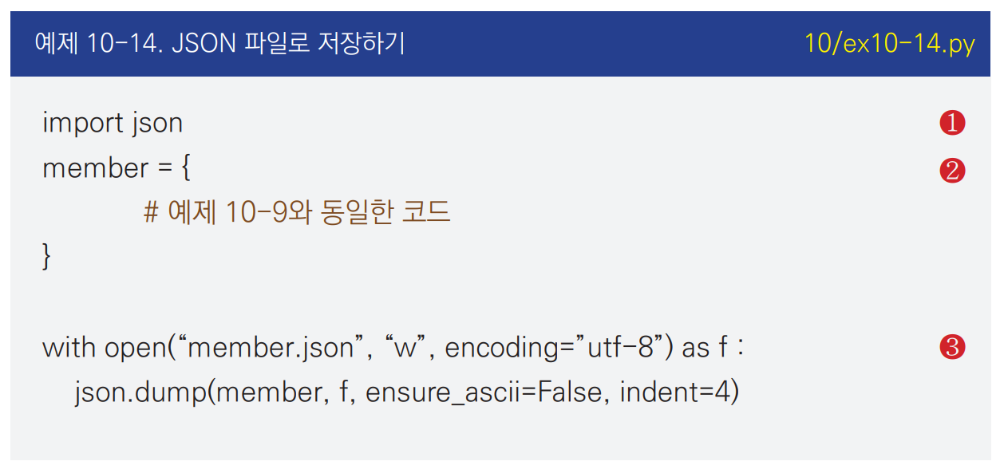 예제 10-14. JSON 파일로 저장하기 10/ex10-14.py
import json ❶
member = { ❷
# 예제 10-9와 동일한 코드
}
with open(“member.json”, “w”, encoding=”utf-8”) as f : ❸
json.dump(member, f, ensure_ascii=False, indent=4)